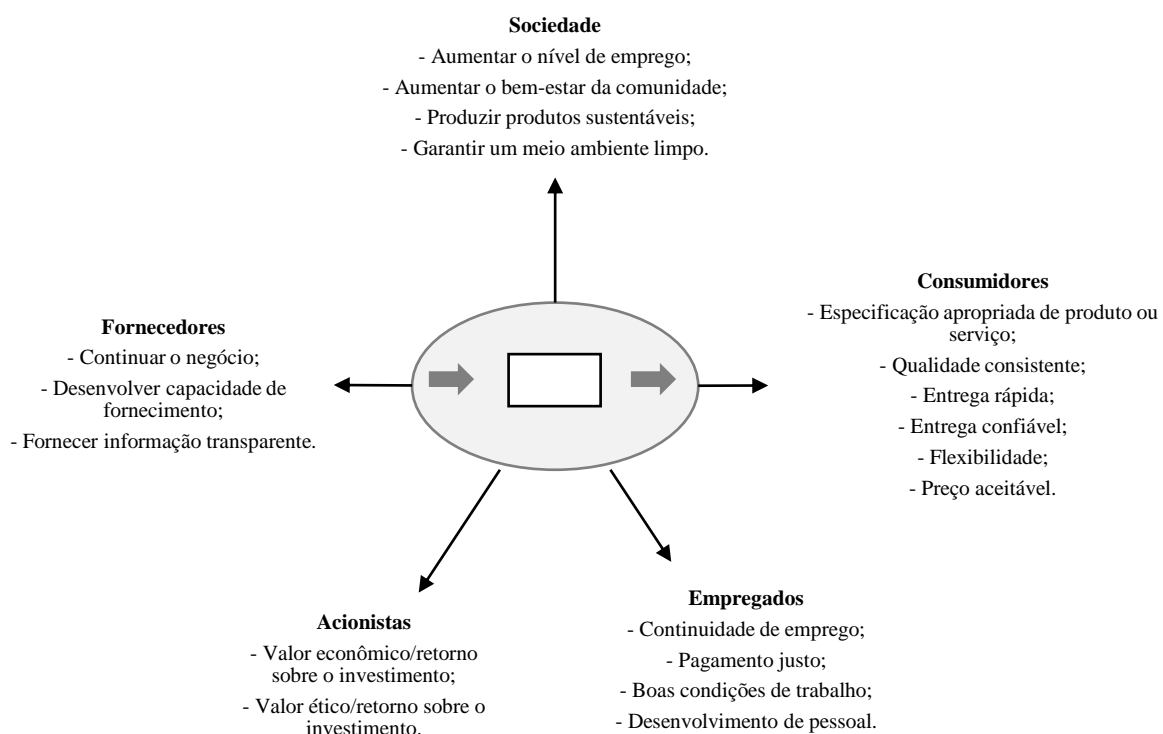 Sociedade
- Aumentar o nível de emprego;
- Aumentar o bem-estar da comunidade;
- Produzir produtos sustentáveis;
- Garantir um meio ambiente limpo.
Fornecedores
- Continuar o negócio;
- Desenvolver capacidade de
fornecimento;
- Fornecer informação transparente.
Consumidores
- Especificação apropriada de produto ou
serviço;
- Qualidade consistente;
- Entrega rápida;
- Entrega confiável;
- Flexibilidade;
- Preço aceitável.
Acionistas
- Valor econômico/retorno
sobre o investimento;
- Valor ético/retorno sobre o
investimento.
Empregados
- Continuidade de emprego;
- Pagamento justo;
- Boas condições de trabalho;
- Desenvolvimento de pessoal.